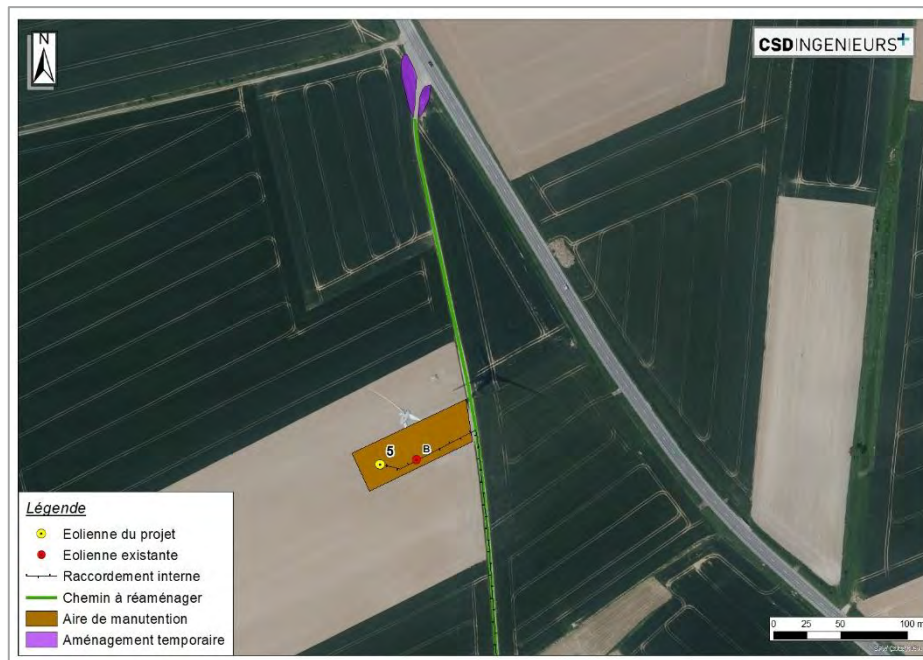 N
CSDINGENIEURS+
5
B
Légende
Eolienne du projet
Eolienne existante
Raccordement interne
Chemin à réaménager
Aire de manutention
Aménagement temporaire
0 25 50 100 m